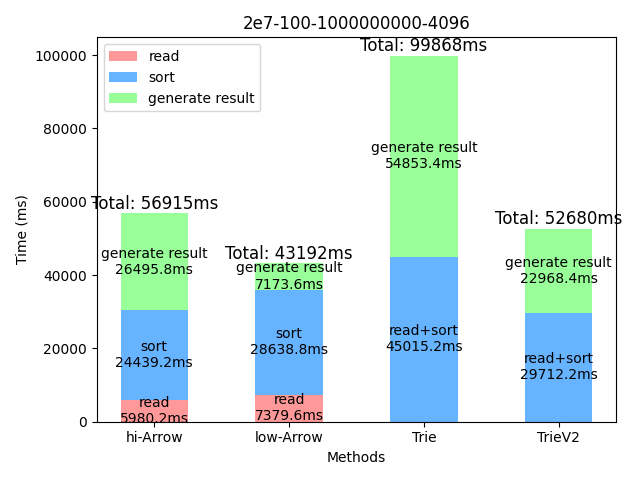 2e7-100-1000000000-4096
read
sort
generate result
Time (ms)
100000
80000
60000
40000
20000
0
Total: 56915ms
generate result
26495.8ms
sort
24439.2ms
read
5980.2ms
Total: 43192ms
generate result
7173.6ms
sort
28638.8ms
read
7379.6ms
Total: 99868ms
generate result
54853.4ms
read+sort
45015.2ms
Total: 52680ms
generate result
22968.4ms
read+sort
29712.2ms
hi-Arrow
low-Arrow
Trie
TrieV2
Methods